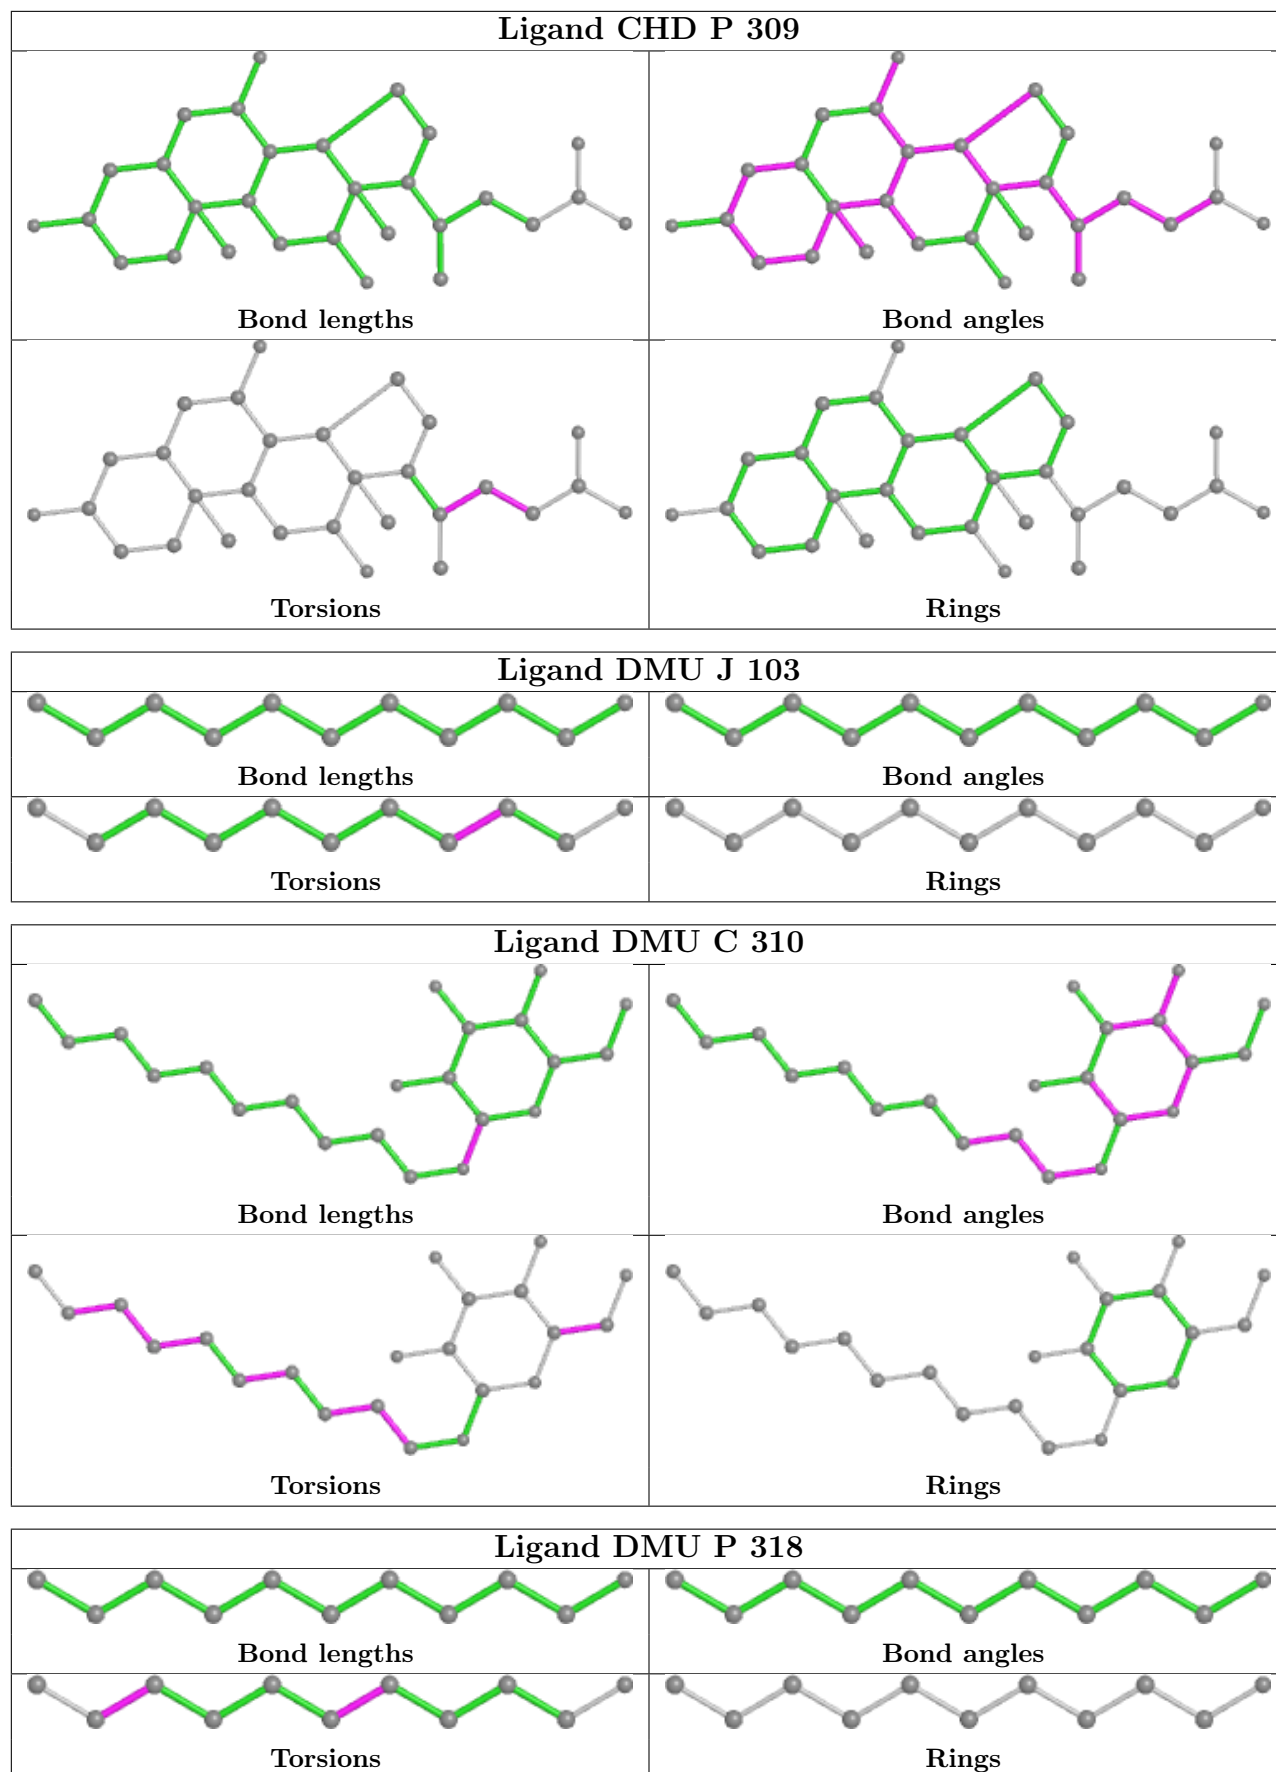 Ligand CHD P 309
Bond lengths
Bond angles
Torsions
Rings
Ligand DMU J 103
Bond lengths
Bond angles
Torsions
Rings
Ligand DMU C 310
Bond lengths
Bond angles
Torsions
Rings
Ligand DMU P 318
Bond lengths
Bond angles
Torsions
Rings